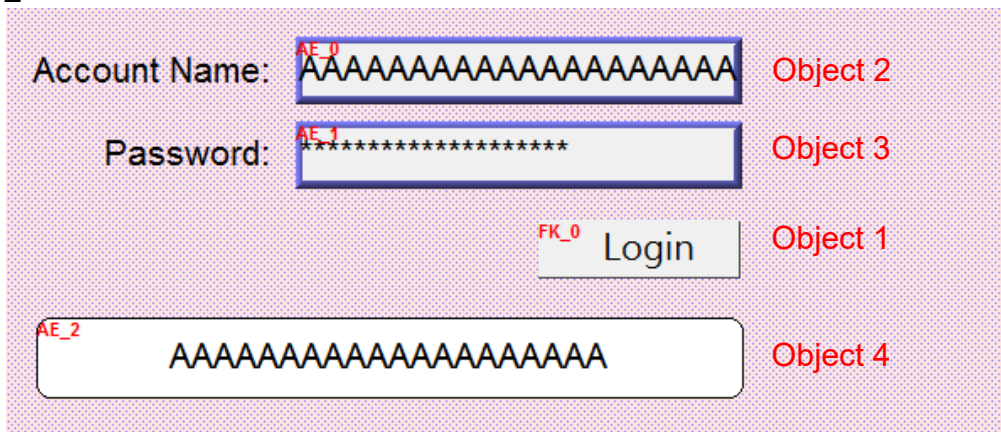 AE_0
Account Name: AAAAAAAAAAAAAAAAAAAA Object 2
AE_1
Password: ******************** Object 3
FK_0 Login Object 1
AE_2
AAAAAAAAAAAAAAAAAAAA Object 4